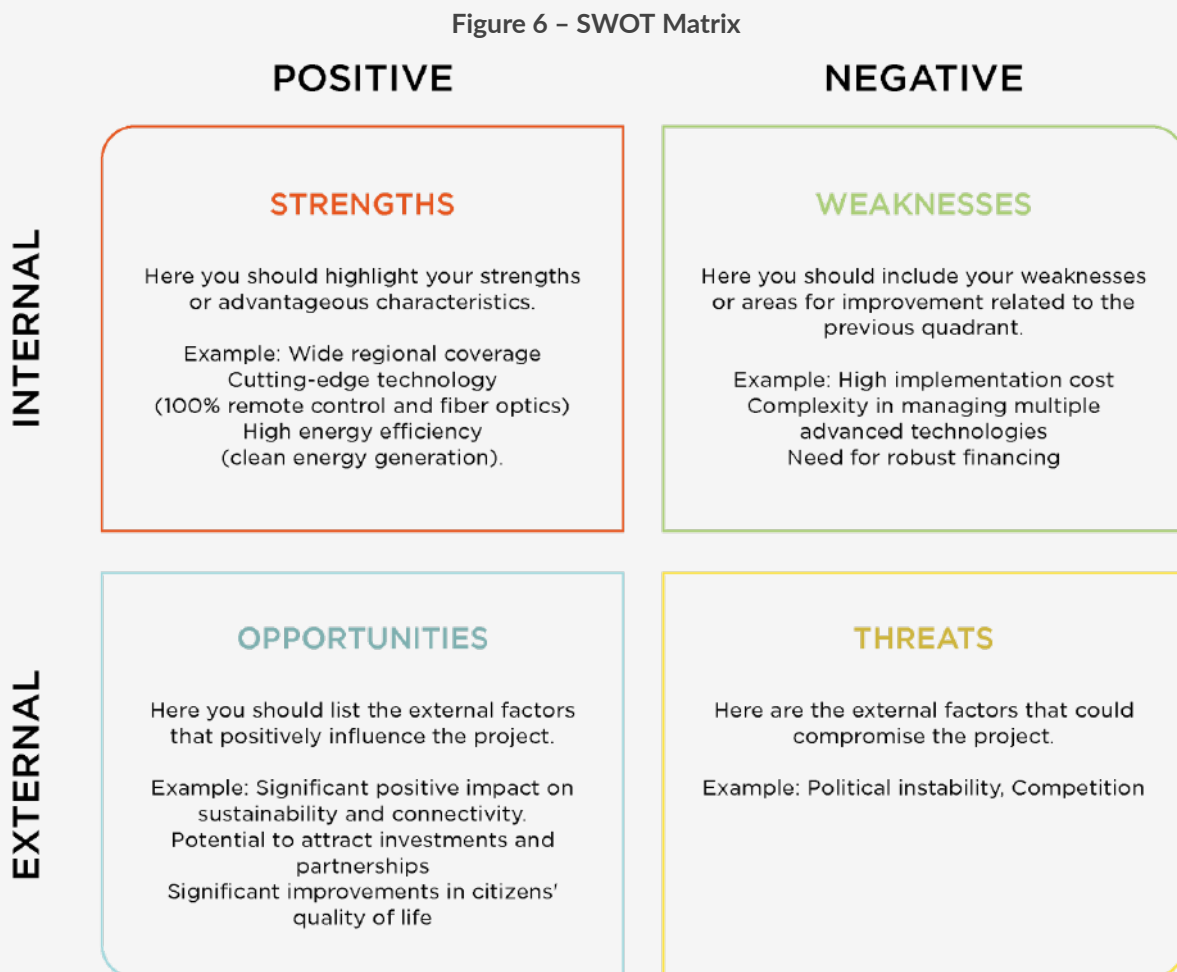 Figure 6 – SWOT Matrix
POSITIVE
NEGATIVE
INTERNAL
STRENGTHS
Here you should highlight your strengths
or advantageous characteristics.
Example: Wide regional coverage
Cutting-edge technology
(100% remote control and fiber optics)
High energy efficiency
(clean energy generation).
WEAKNESSES
Here you should include your weaknesses
or areas for improvement related to the
previous quadrant.
Example: High implementation cost
Complexity in managing multiple
advanced technologies
Need for robust financing
EXTERNAL
OPPORTUNITIES
Here you should list the external factors
that positively influence the project.
Example: Significant positive impact on
sustainability and connectivity.
Potential to attract investments and
partnerships
Significant improvements in citizens'
quality of life
THREATS
Here are the external factors that could
compromise the project.
Example: Political instability, Competition